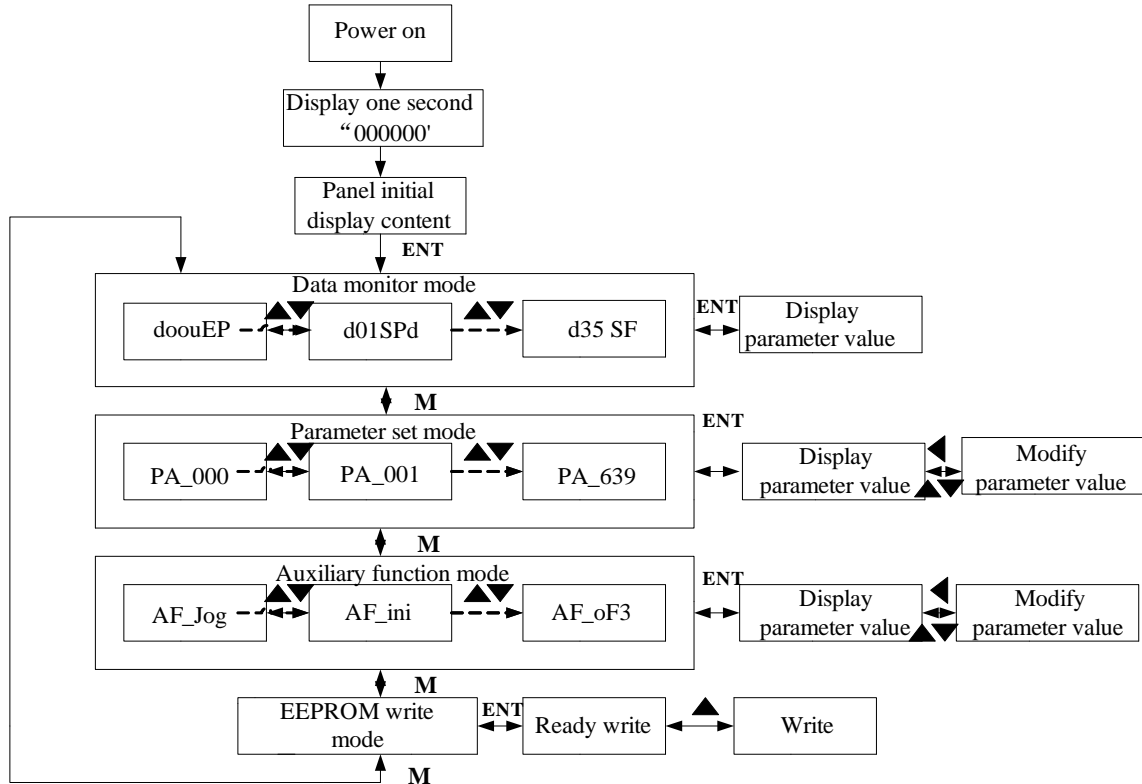 Power on
Display one second
“000000'
Panel initial
display content
ENT
Data monitor mode
doouEP
d01SPd
d35 SF
ENT
Display
parameter value
M
Parameter set mode
PA_000
PA_001
PA_639
ENT
Display
parameter value
Modify
parameter value
M
Auxiliary function mode
AF_Jog
AF_ini
AF_oF3
ENT
Display
parameter value
Modify
parameter value
M
EEPROM write
mode
ENT
Ready write
Write
M